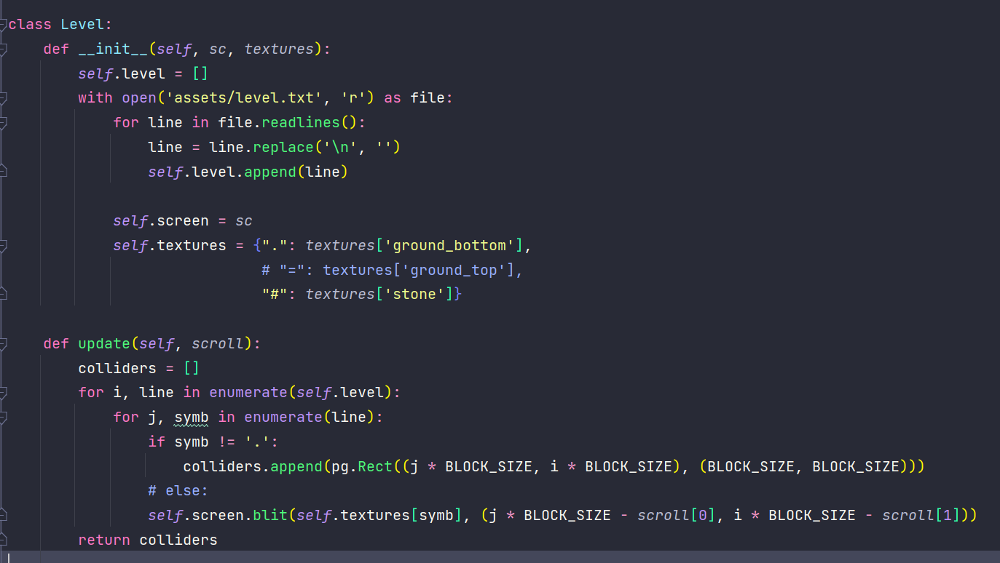 class Level:
    def __init__(self, sc, textures):
        self.level = []
        with open('assets/level.txt', 'r') as file:
            for line in file.readlines():
                line = line.replace('\n', '')
                self.level.append(line)

            self.screen = sc
            self.textures = {".": textures['ground_bottom'],
                             # "=": textures['ground_top'],
                             "#": textures['stone']}

    def update(self, scroll):
        colliders = []
        for i, line in enumerate(self.level):
            for j, symb in enumerate(line):
                if symb != '.':
                    colliders.append(pg.Rect((j * BLOCK_SIZE, i * BLOCK_SIZE), (BLOCK_SIZE, BLOCK_SIZE)))
                # else:
                self.screen.blit(self.textures[symb], (j * BLOCK_SIZE - scroll[0], i * BLOCK_SIZE - scroll[1]))
        return colliders